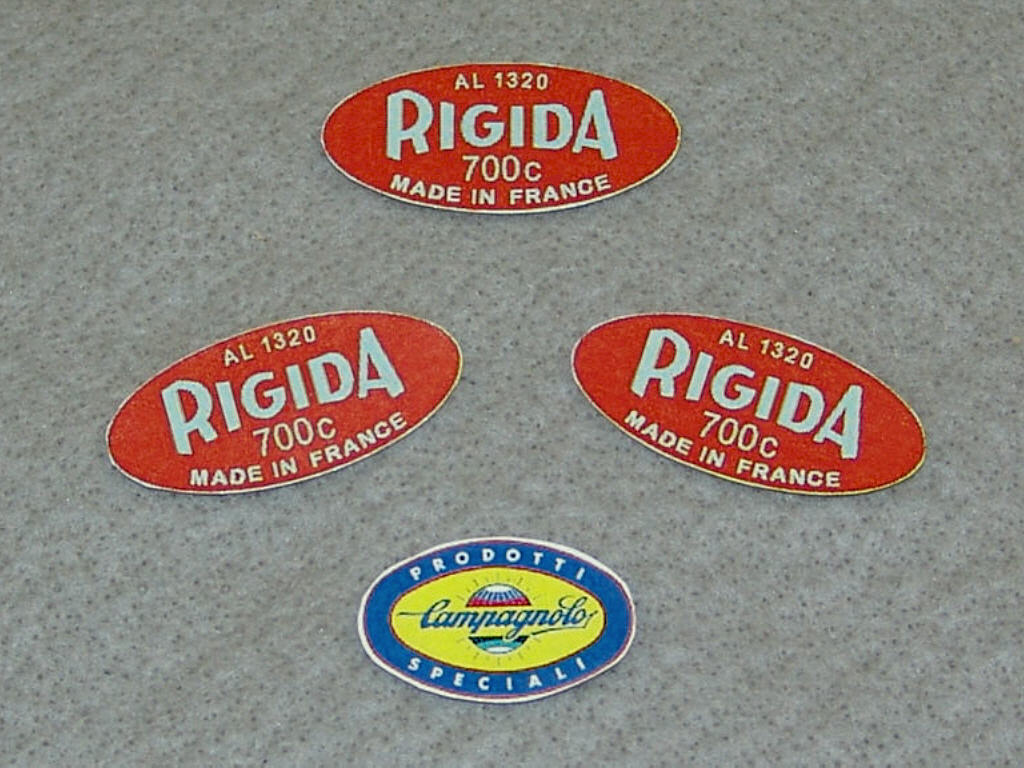 AL 1320
RIGIDA
700C
MADE IN FRANCE
AL 1320
RIGIDA
700C
MADE IN FRANCE
AL 1320
RIGIDA
700C
MADE IN FRANCE
PRODOTTI
Campagnolo
SPECIALI